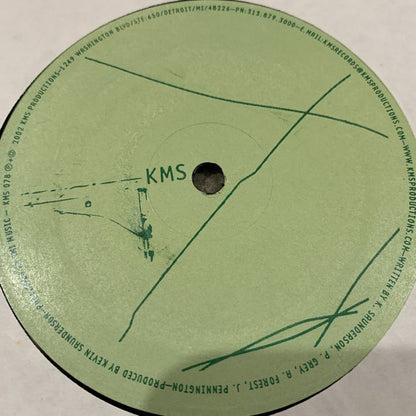 KMS
℗+© 2002 KMS PRODUCTIONS-1249 WASHINGTON BLVD/STE.650/DETROIT/MI/48226-PH:313.879.3000-E.MAIL:KMSRECORDS@KMSPRODUCTIONS.COM-WWW.KMSPRODUCTIONS.COM-WRITTEN BY K. SAUNDERSON, P. GREY, A. FOREST, J. PENNINGTON-PRODUCED BY KEVIN SAUNDERSON- MUSIC- KMS 078